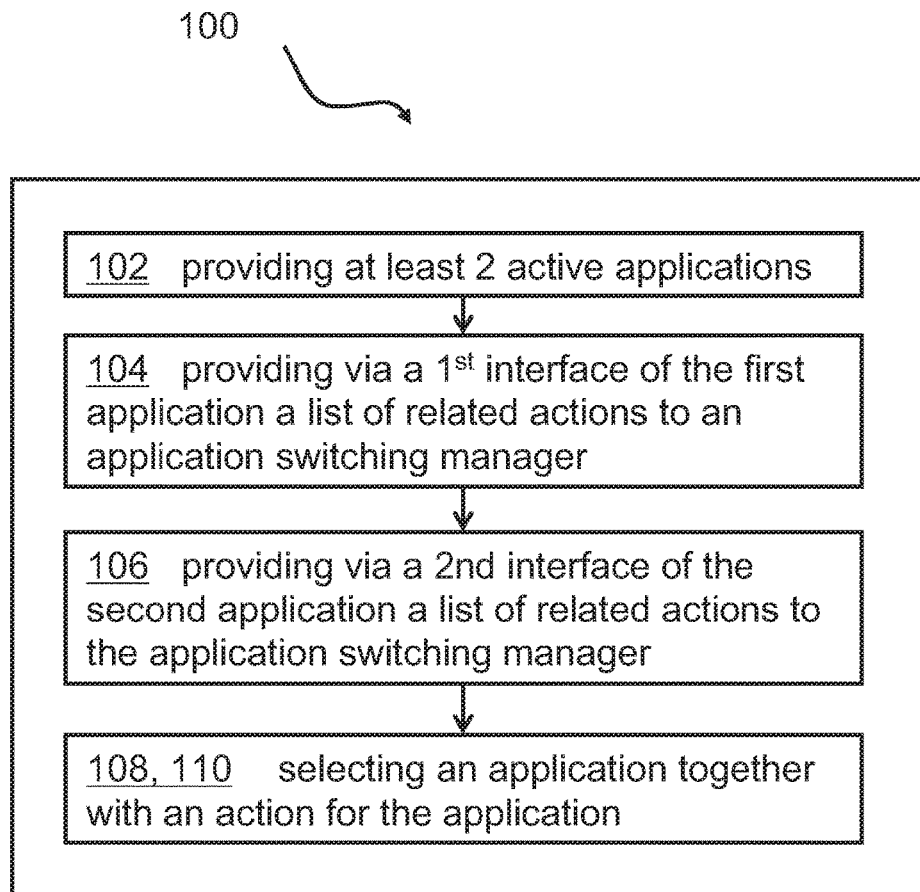 100
102 providing at least 2 active applications
104 providing via a 1st interface of the first
application a list of related actions to an
application switching manager
106 providing via a 2nd interface of the
second application a list of related actions to
the application switching manager
108, 110 selecting an application together
with an action for the application